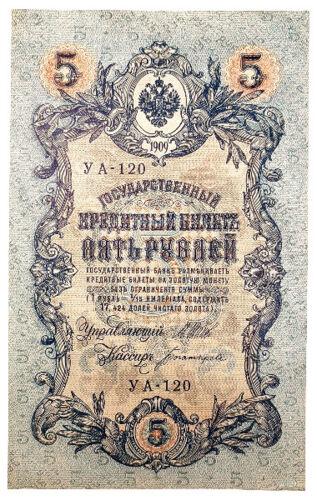 5 5
1909
УА-120
ГОСУДАРСТВЕННЫЙ
КРЕДИТНЫЙ БИЛЕТЪ
ПЯТЬ РУБЛЕЙ
ГОСУДАРСТВЕННЫЙ БАНКЪ РАЗМѢНИВАЕТЪ
КРЕДИТНЫЕ БИЛЕТЫ НА ЗОЛОТУЮ МОНЕТУ
БЕЗЪ ОГРАНИЧЕНІЯ СУММЫ
(1 РУБЛЬ = 1/15 ИМПЕРІАЛА, СОДЕРЖИТЪ
17,424 ДОЛЕЙ ЧИСТАГО ЗОЛОТА).
Управляющій
Кассиръ
УА-120
5